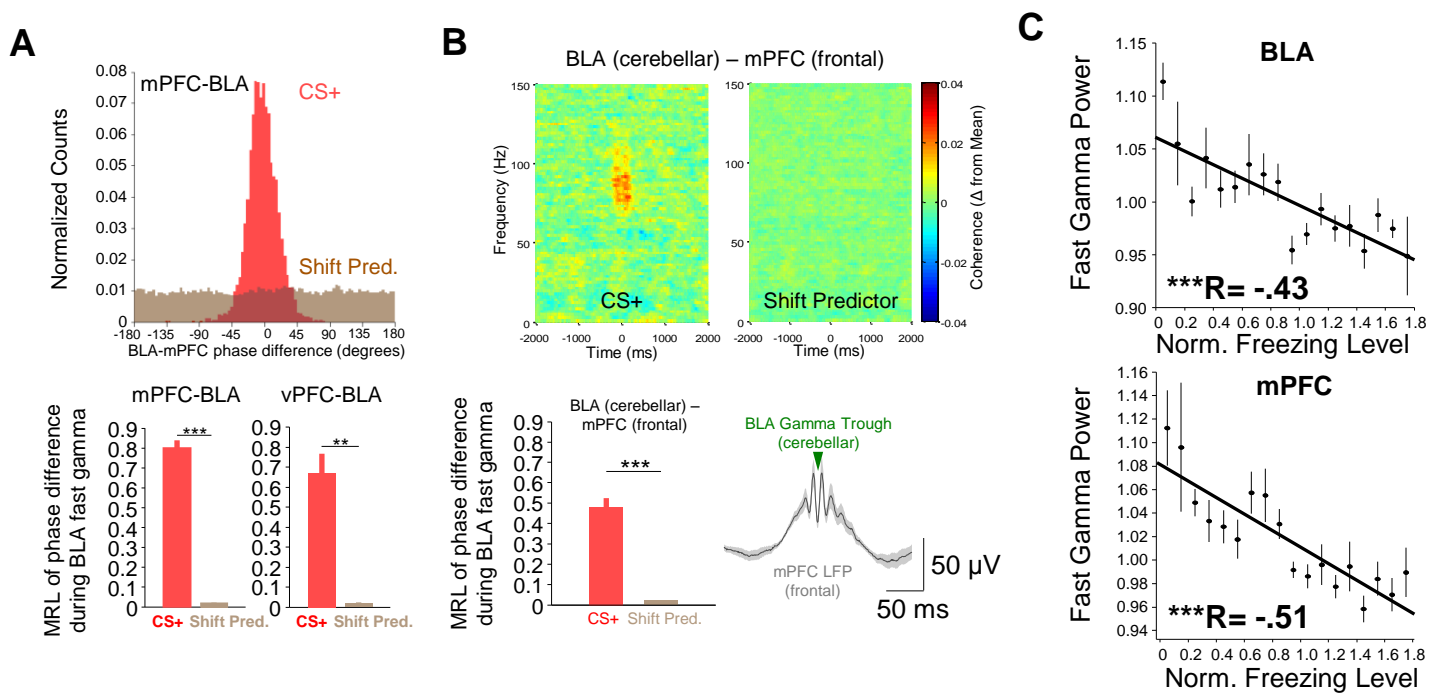 A
mPFC-BLA
CS+
Shift Pred.
Normalized Counts
0.08
0.07
0.06
0.05
0.04
0.03
0.02
0.01
0
-180 -135 -90 -45 0 45 90 135 180
BLA-mPFC phase difference (degrees)
mPFC-BLA
vPFC-BLA
MRL of phase difference
during BLA fast gamma
0.9
0.8
0.7
0.6
0.5
0.4
0.3
0.2
0.1
0
***
CS+ Shift Pred.
0.9
0.8
0.7
0.6
0.5
0.4
0.3
0.2
0.1
0
**
CS+ Shift Pred.
B
BLA (cerebellar) – mPFC (frontal)
Frequency (Hz)
150
100
50
0
CS+
-2000 -1000 0 1000 2000
Time (ms)
150
100
50
0
Shift Predictor
-2000 -1000 0 1000 2000
Time (ms)
0.04
0.02
0
-0.02
-0.04
Coherence (Δ from Mean)
BLA (cerebellar) –
mPFC (frontal)
MRL of phase difference
during BLA fast gamma
0.9
0.8
0.7
0.6
0.5
0.4
0.3
0.2
0.1
0
***
CS+ Shift Pred.
BLA Gamma Trough
(cerebellar)
mPFC LFP
(frontal)
50 µV
50 ms
C
BLA
Fast Gamma Power
1.15
1.10
1.05
1.00
0.95
0.90
***R= -.43
0 0.2 0.4 0.6 0.8 1.0 1.2 1.4 1.6 1.8
Norm. Freezing Level
mPFC
Fast Gamma Power
1.16
1.14
1.12
1.10
1.08
1.06
1.04
1.02
1.00
0.98
0.96
0.94
***R= -.51
0 0.2 0.4 0.6 0.8 1.0 1.2 1.4 1.6 1.8
Norm. Freezing Level